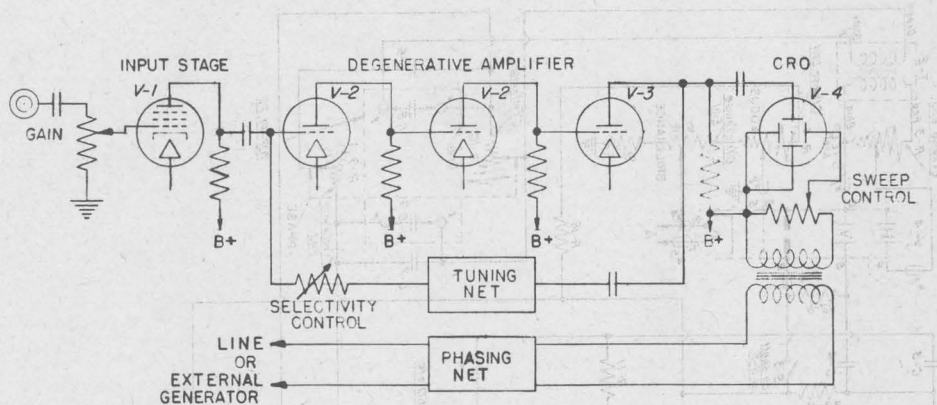 INPUT STAGE
DEGENERATIVE AMPLIFIER
CRO
V-1
V-2
V-2
V-3
V-4
GAIN
SWEEP
CONTROL
B+
B+
B+
B+
TUNING
NET
SELECTIVITY
CONTROL
LINE
OR
EXTERNAL
GENERATOR
PHASING
NET